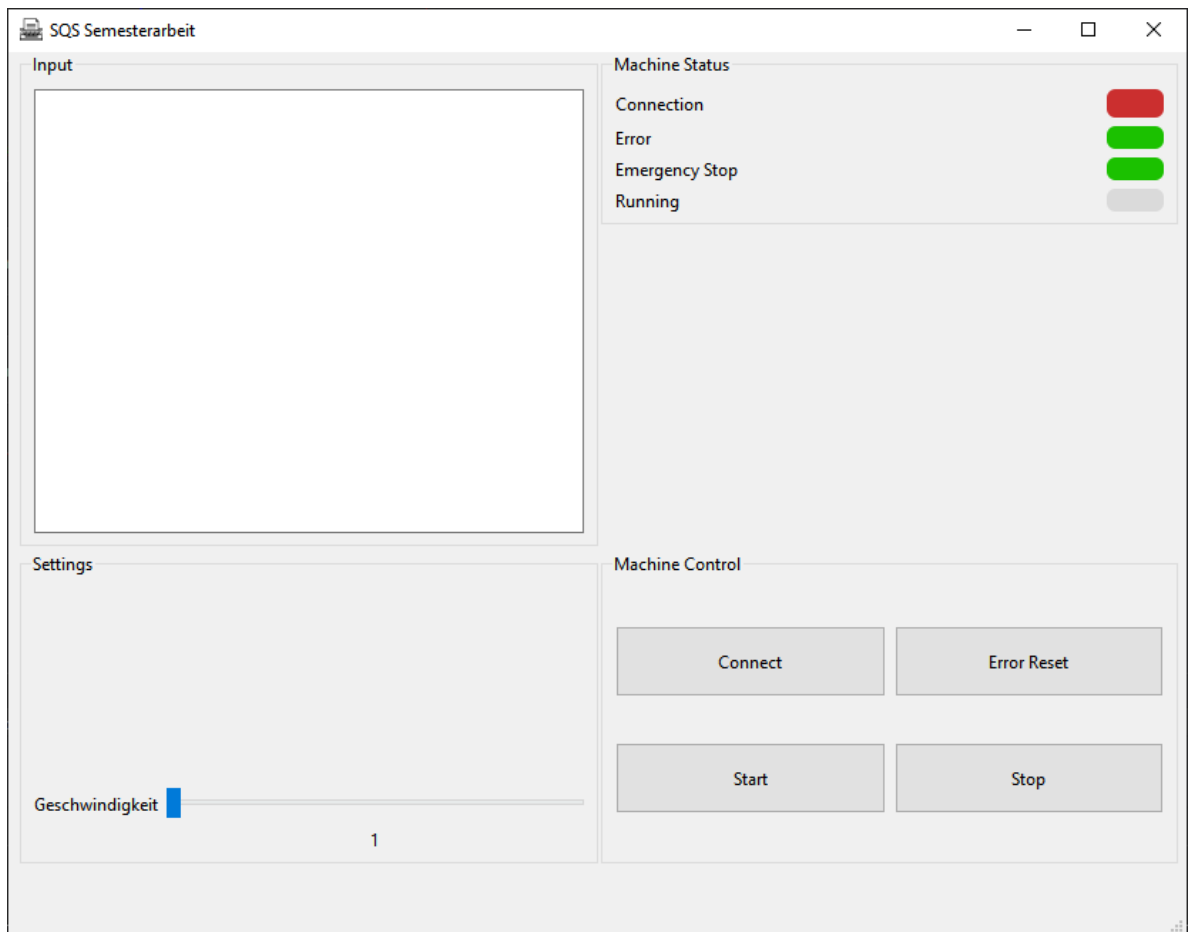 SQS Semesterarbeit
Input
Machine Status
Connection
Error
Emergency Stop
Running
Settings
Geschwindigkeit
1
Machine Control
Connect
Error Reset
Start
Stop